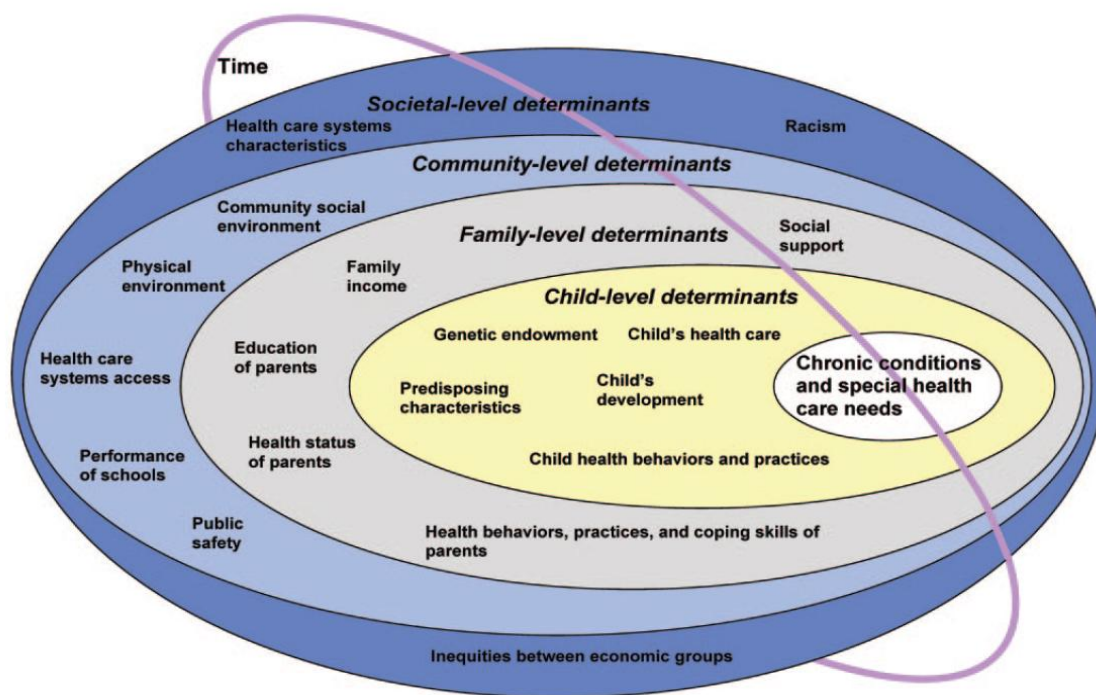 Time
Societal-level determinants
Health care systems
characteristics
Racism
Community-level determinants
Community social
environment
Family-level determinants
Social
support
Physical
environment
Family
income
Child-level determinants
Genetic endowment
Child's health care
Health care
systems access
Education
of parents
Predisposing
characteristics
Child's
development
Chronic conditions
and special health
care needs
Performance
of schools
Health status
of parents
Child health behaviors and practices
Public
safety
Health behaviors, practices, and coping skills of
parents
Inequities between economic groups